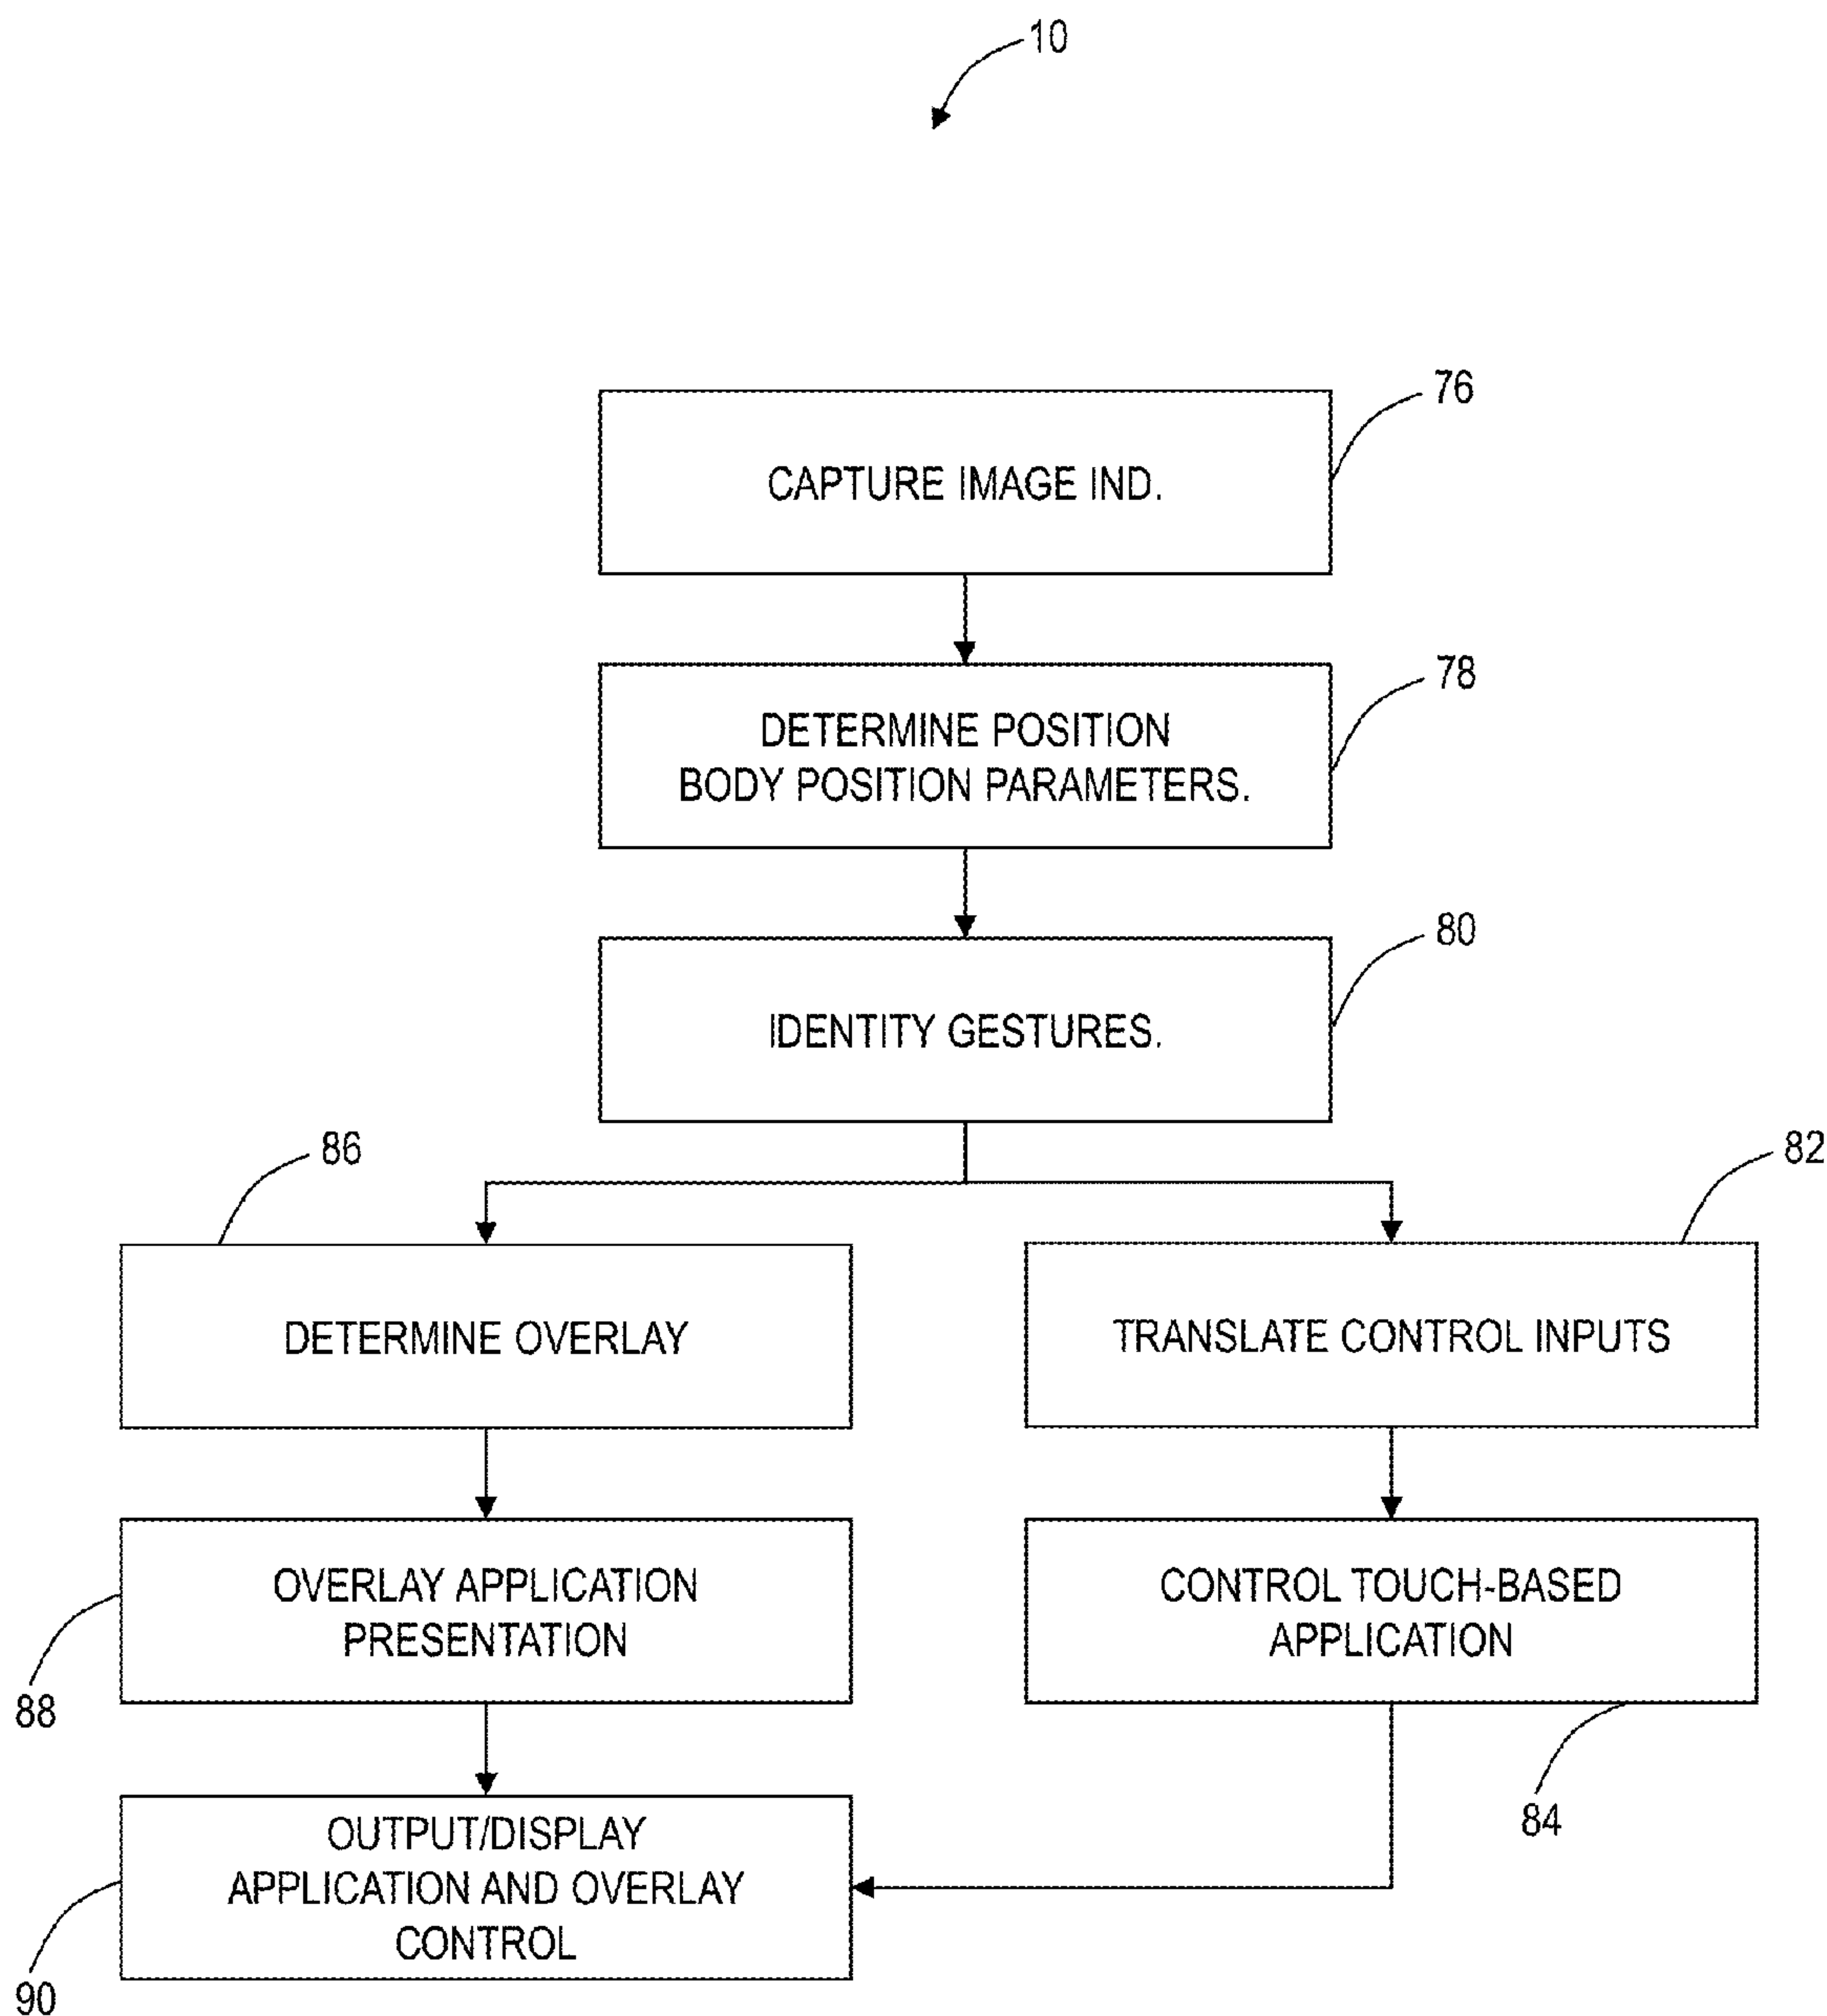 10
76
CAPTURE IMAGE IND.
78
DETERMINE POSITION
BODY POSITION PARAMETERS.
80
IDENTITY GESTURES.
86
82
DETERMINE OVERLAY
TRANSLATE CONTROL INPUTS
OVERLAY APPLICATION
PRESENTATION
88
CONTROL TOUCH-BASED
APPLICATION
84
OUTPUT/DISPLAY
APPLICATION AND OVERLAY
CONTROL
90